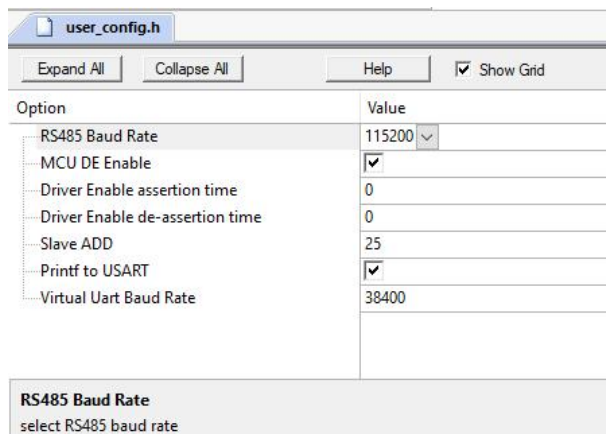 user_config.h
Expand All Collapse All Help Show Grid
Option Value
RS485 Baud Rate 115200
MCU DE Enable
Driver Enable assertion time 0
Driver Enable de-assertion time 0
Slave ADD 25
Printf to USART
Virtual Uart Baud Rate 38400
RS485 Baud Rate
select RS485 baud rate